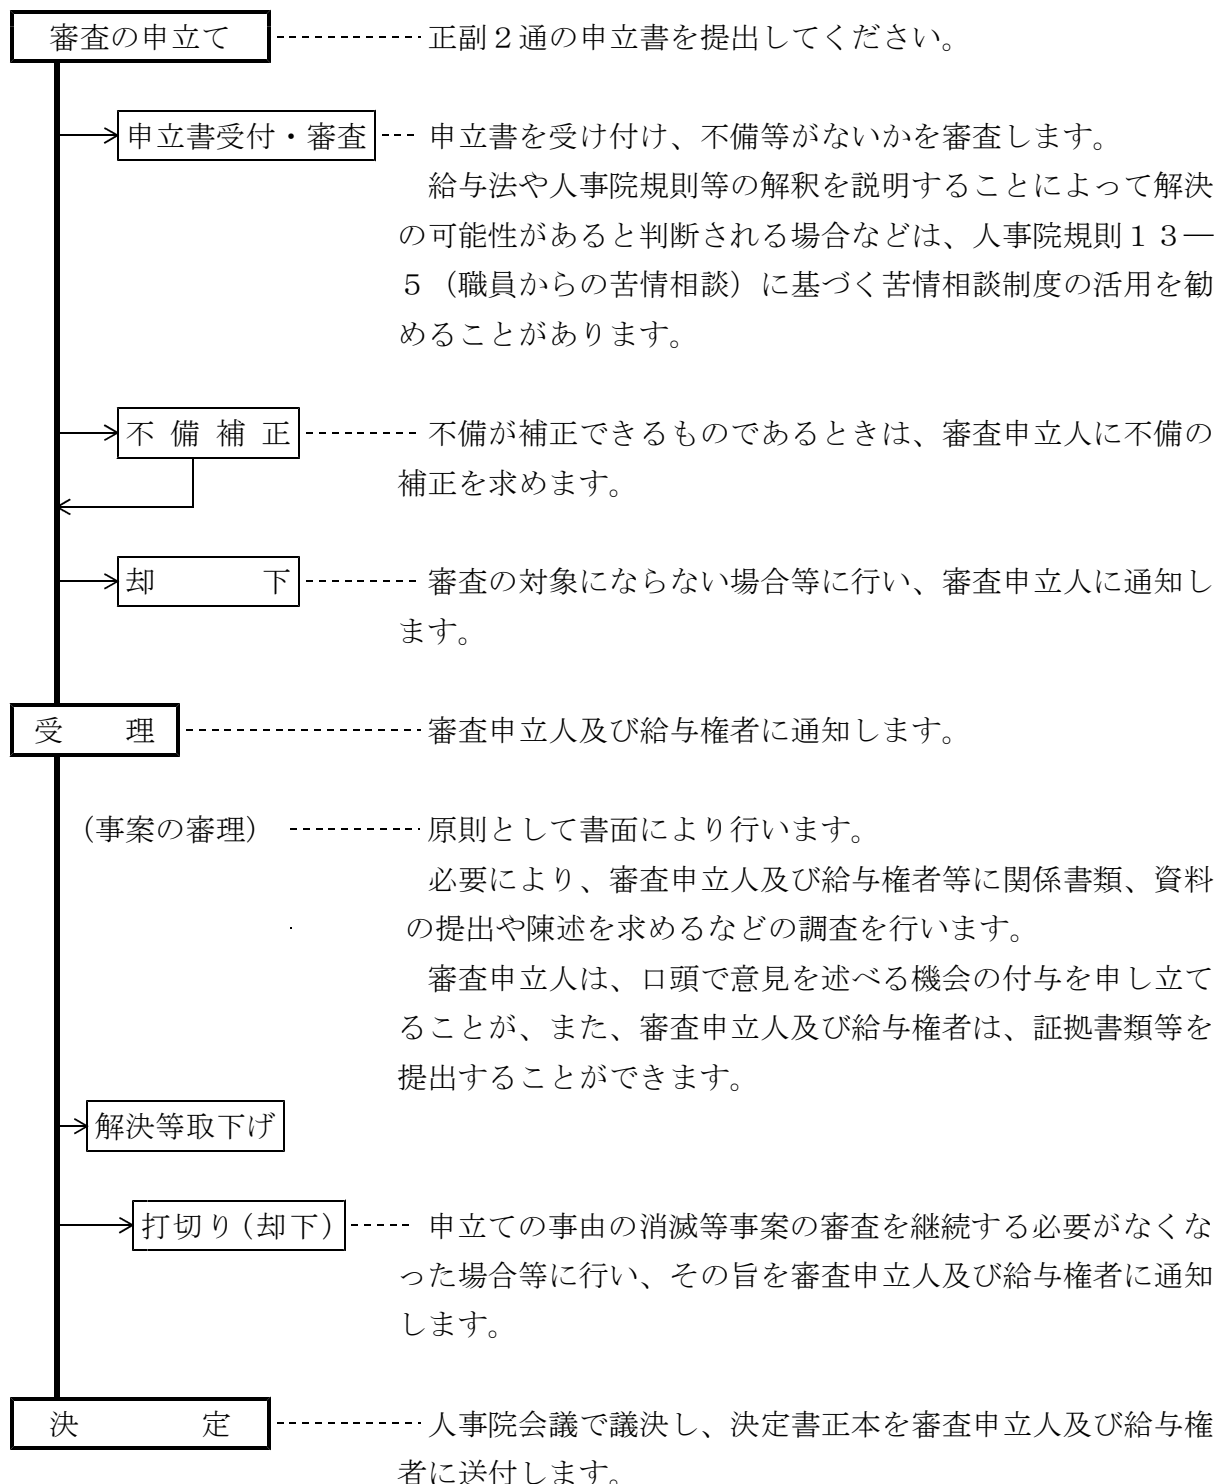 審査の申立て 正副２通の申立書を提出してください。
申立書受付・審査 申立書を受け付け、不備等がないかを審査します。
給与法や人事院規則等の解釈を説明することによって解決
の可能性があると判断される場合などは、人事院規則１３―
５（職員からの苦情相談）に基づく苦情相談制度の活用を勧
めることがあります。
不備補正 不備が補正できるものであるときは、審査申立人に不備の
補正を求めます。
却下 審査の対象にならない場合等に行い、審査申立人に通知し
ます。
受理 審査申立人及び給与権者に通知します。
（事案の審理） 原則として書面により行います。
必要により、審査申立人及び給与権者等に関係書類、資料
の提出や陳述を求めるなどの調査を行います。
審査申立人は、口頭で意見を述べる機会の付与を申し立て
ることが、また、審査申立人及び給与権者は、証拠書類等を
提出することができます。
解決等取下げ
打切り（却下） 申立ての事由の消滅等事案の審査を継続する必要がなくな
った場合等に行い、その旨を審査申立人及び給与権者に通知
します。
決定 人事院会議で議決し、決定書正本を審査申立人及び給与権
者に送付します。